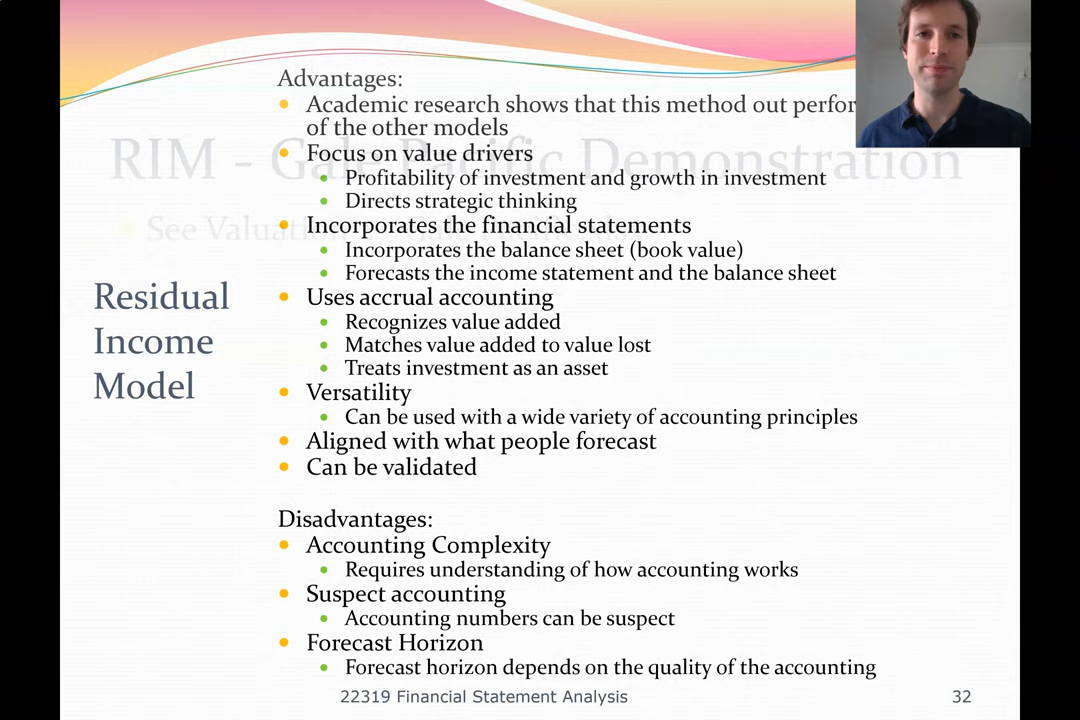 Advantages:
Academic research shows that this method out perfor
of the other models
RIM - Gale Pacific Demonstration
Focus on value drivers
Profitability of investment and growth in investment
Directs strategic thinking
See Valuation
Incorporates the financial statements
Incorporates the balance sheet (book value)
Forecasts the income statement and the balance sheet
Residual
Income
Model
Uses accrual accounting
Recognizes value added
Matches value added to value lost
Treats investment as an asset
Versatility
Can be used with a wide variety of accounting principles
Aligned with what people forecast
Can be validated
Disadvantages:
Accounting Complexity
Requires understanding of how accounting works
Suspect accounting
Accounting numbers can be suspect
Forecast Horizon
Forecast horizon depends on the quality of the accounting
22319 Financial Statement Analysis
32